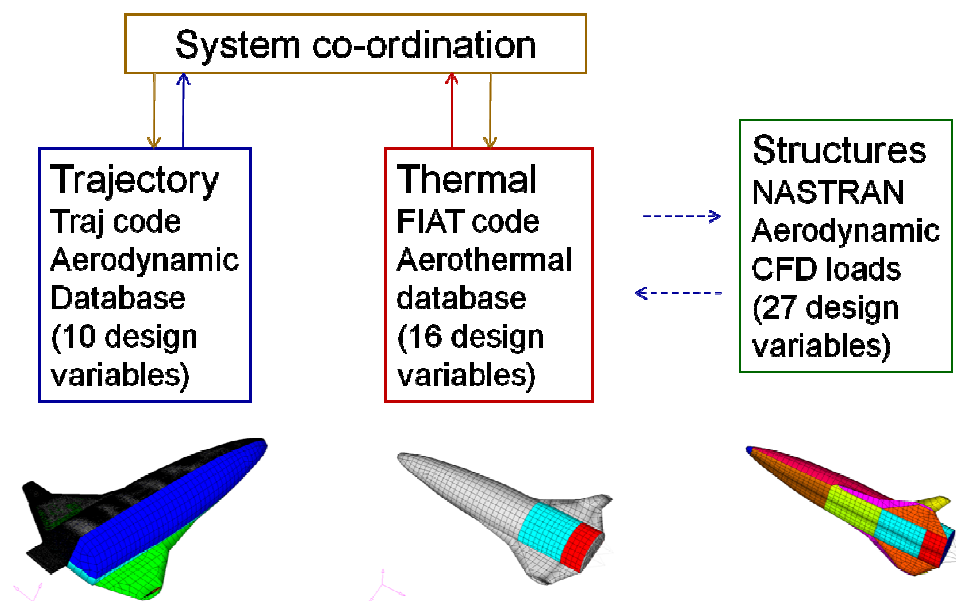 System co-ordination
Trajectory
Traj code
Aerodynamic
Database
(10 design
variables)
Thermal
FIAT code
Aerothermal
database
(16 design
variables)
Structures
NASTRAN
Aerodynamic
CFD loads
(27 design
variables)